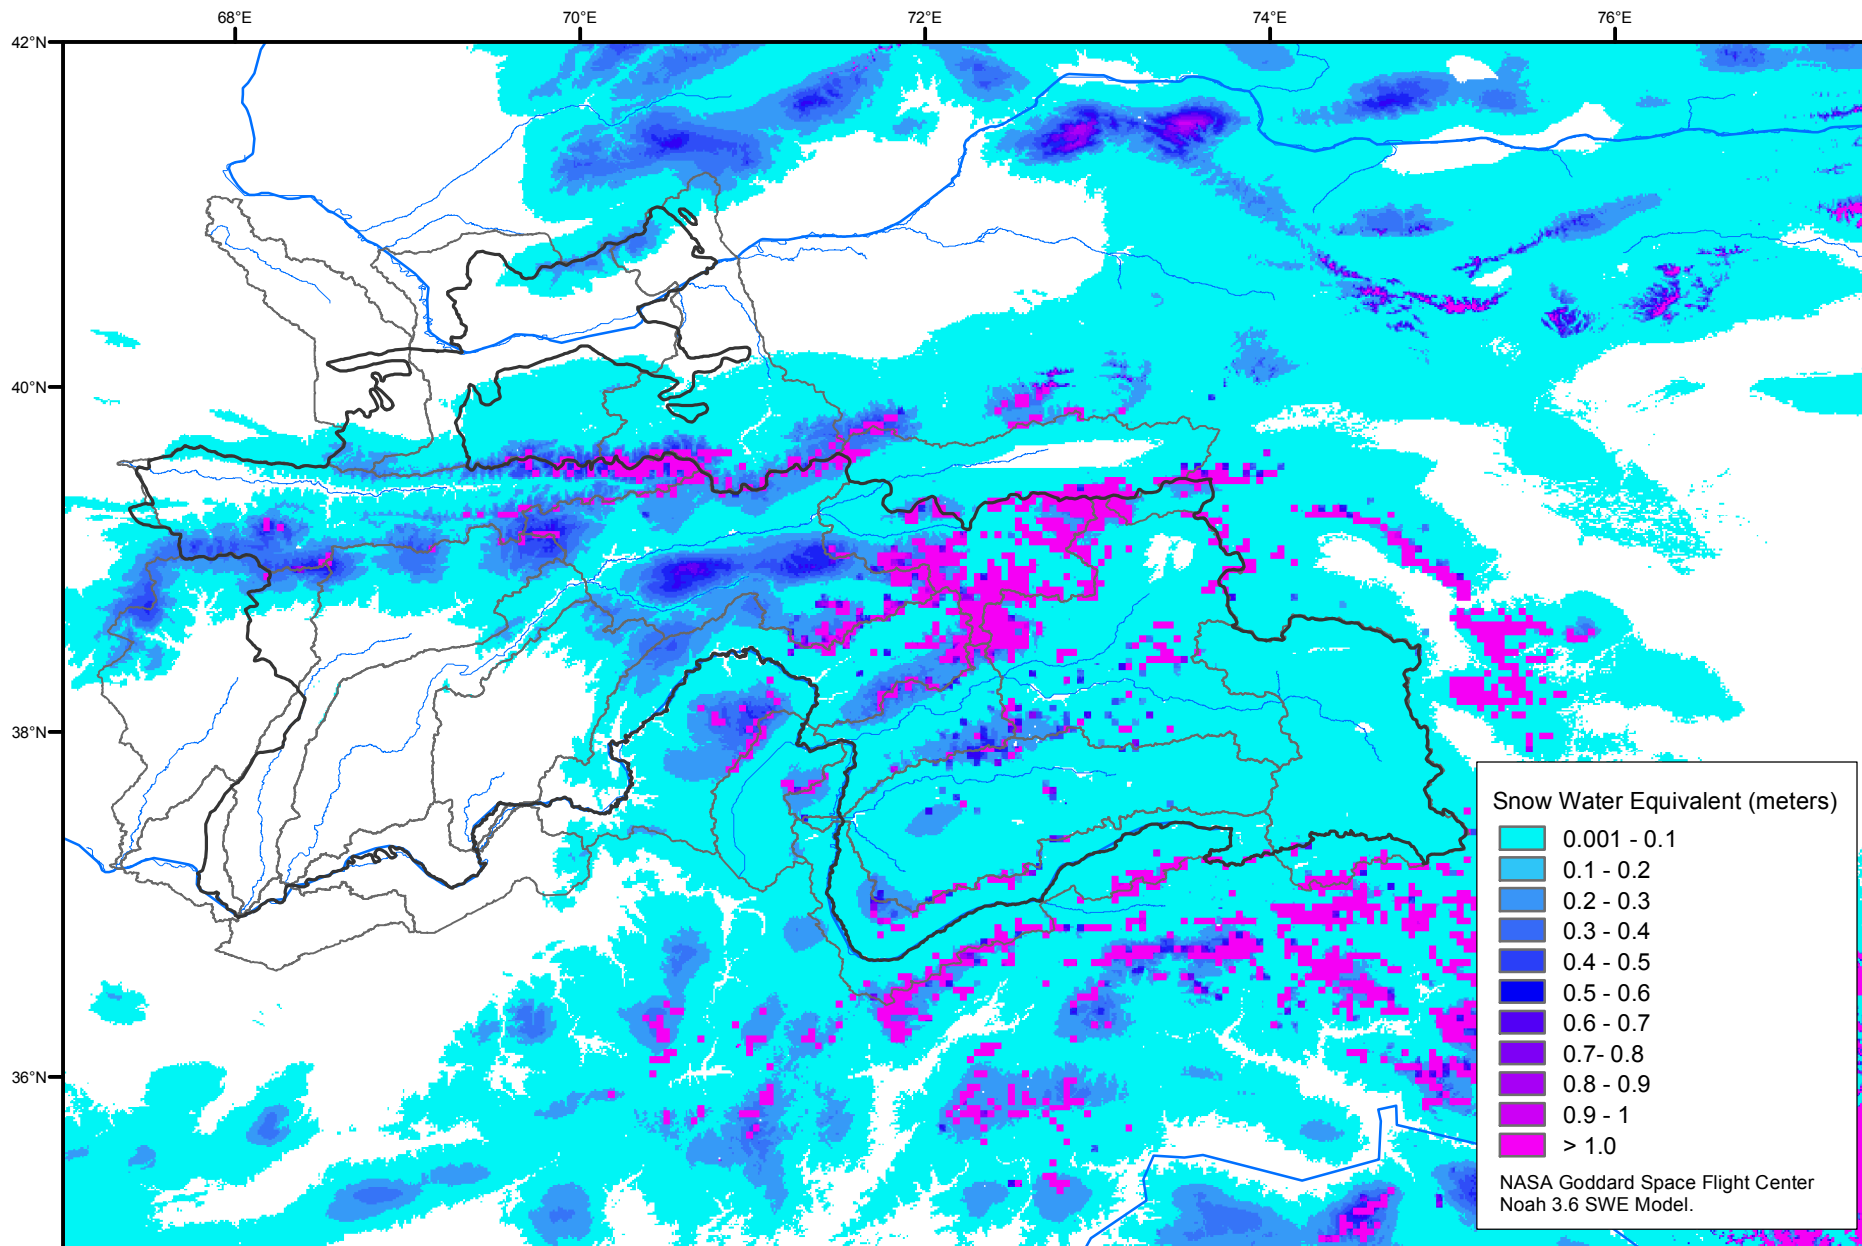 68°E 70°E 72°E 74°E 76°E
42°N
40°N
38°N
36°N
Snow Water Equivalent (meters)
0.001 - 0.1
0.1 - 0.2
0.2 - 0.3
0.3 - 0.4
0.4 - 0.5
0.5 - 0.6
0.6 - 0.7
0.7- 0.8
0.8 - 0.9
0.9 - 1
> 1.0
NASA Goddard Space Flight Center
Noah 3.6 SWE Model.